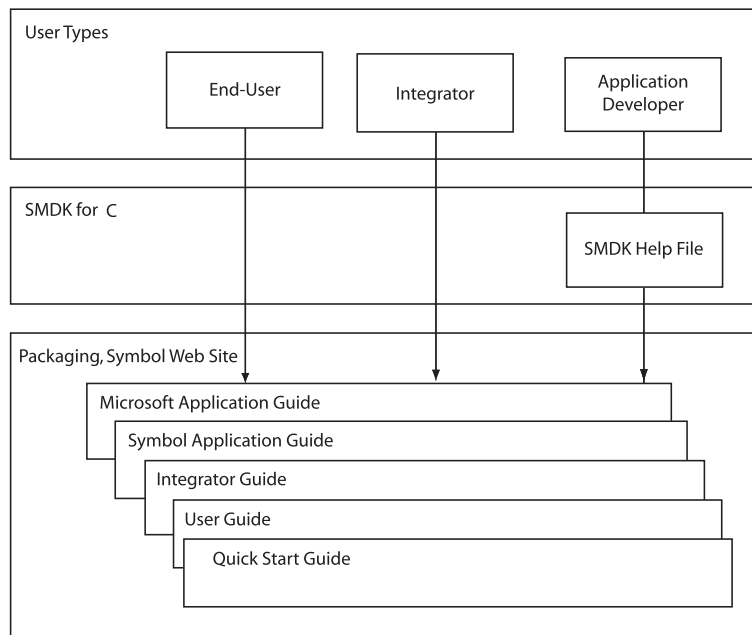 User Types
End-User
Integrator
Application
Developer
SMDK for C
SMDK Help File
Packaging, Symbol Web Site
Microsoft Application Guide
Symbol Application Guide
Integrator Guide
User Guide
Quick Start Guide